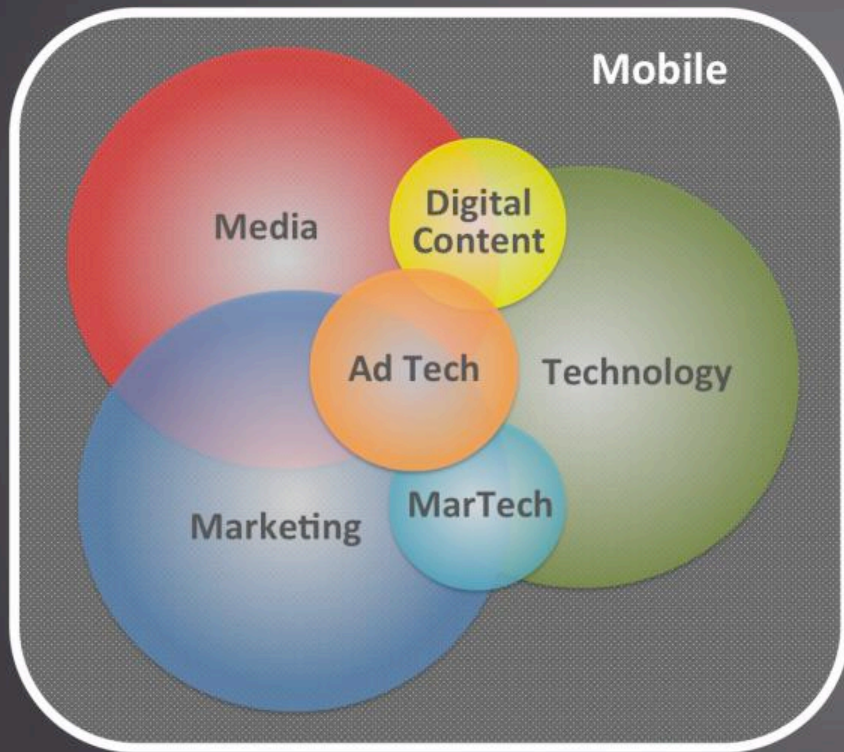 Mobile
Media
Digital
Content
Ad Tech
Technology
MarTech
Marketing